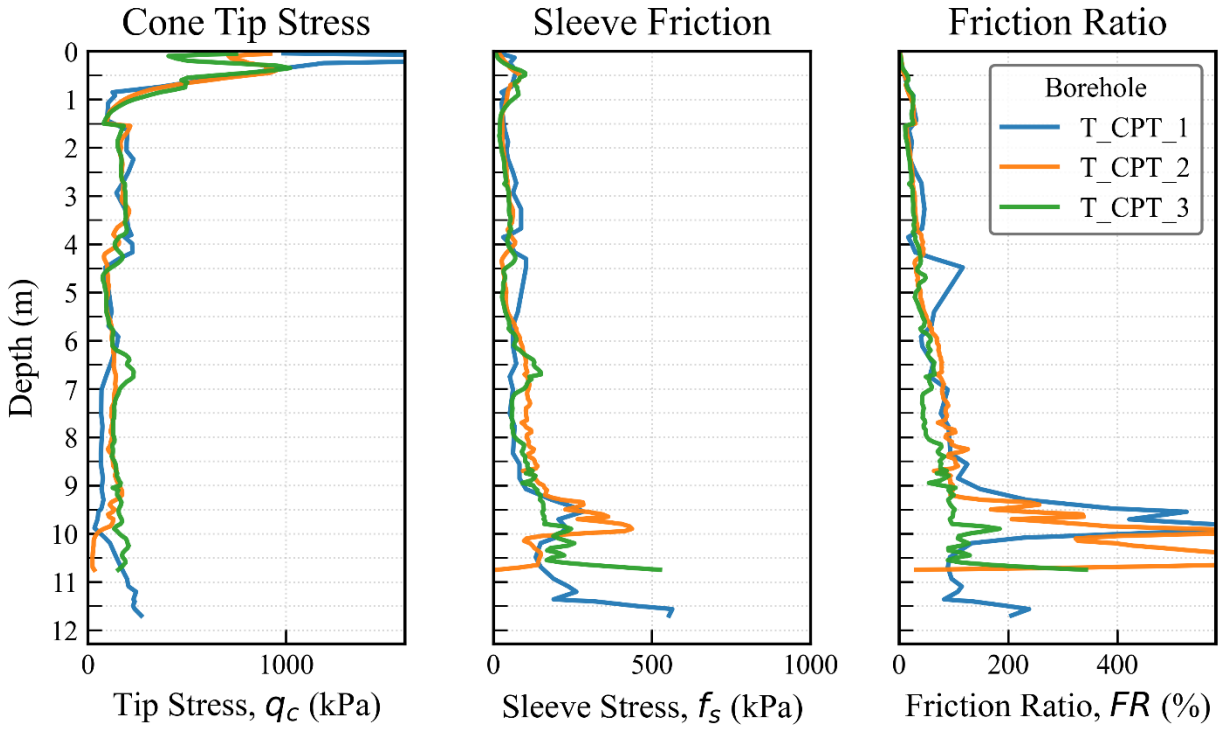 Cone Tip Stress
Sleeve Friction
Friction Ratio
0
1
2
3
4
5
6
7
8
9
10
11
12
Depth (m)
Borehole
T_CPT_1
T_CPT_2
T_CPT_3
0 1000
0 500 1000
0 200 400
Tip Stress, q_c (kPa)
Sleeve Stress, f_s (kPa)
Friction Ratio, FR (%)